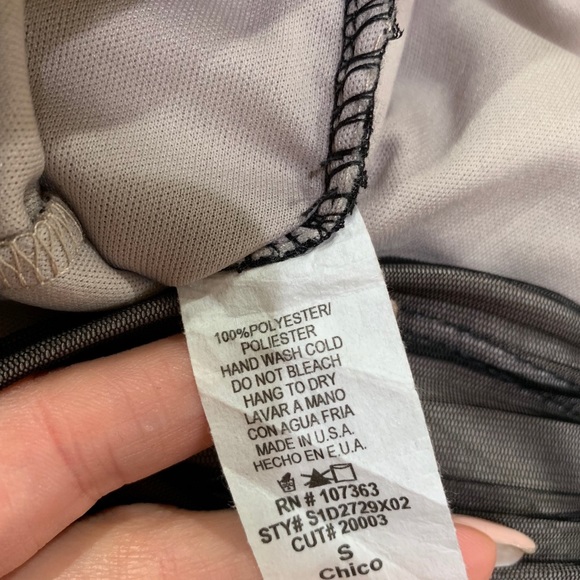 100%POLYESTER/
POLIESTER
HAND WASH COLD
DO NOT BLEACH
HANG TO DRY
LAVAR A MANO
CON AGUA FRIA
MADE IN U.S.A.
HECHO EN E.U.A.
RN # 107363
STY# S1D2729X02
CUT# 20003
S
Chico